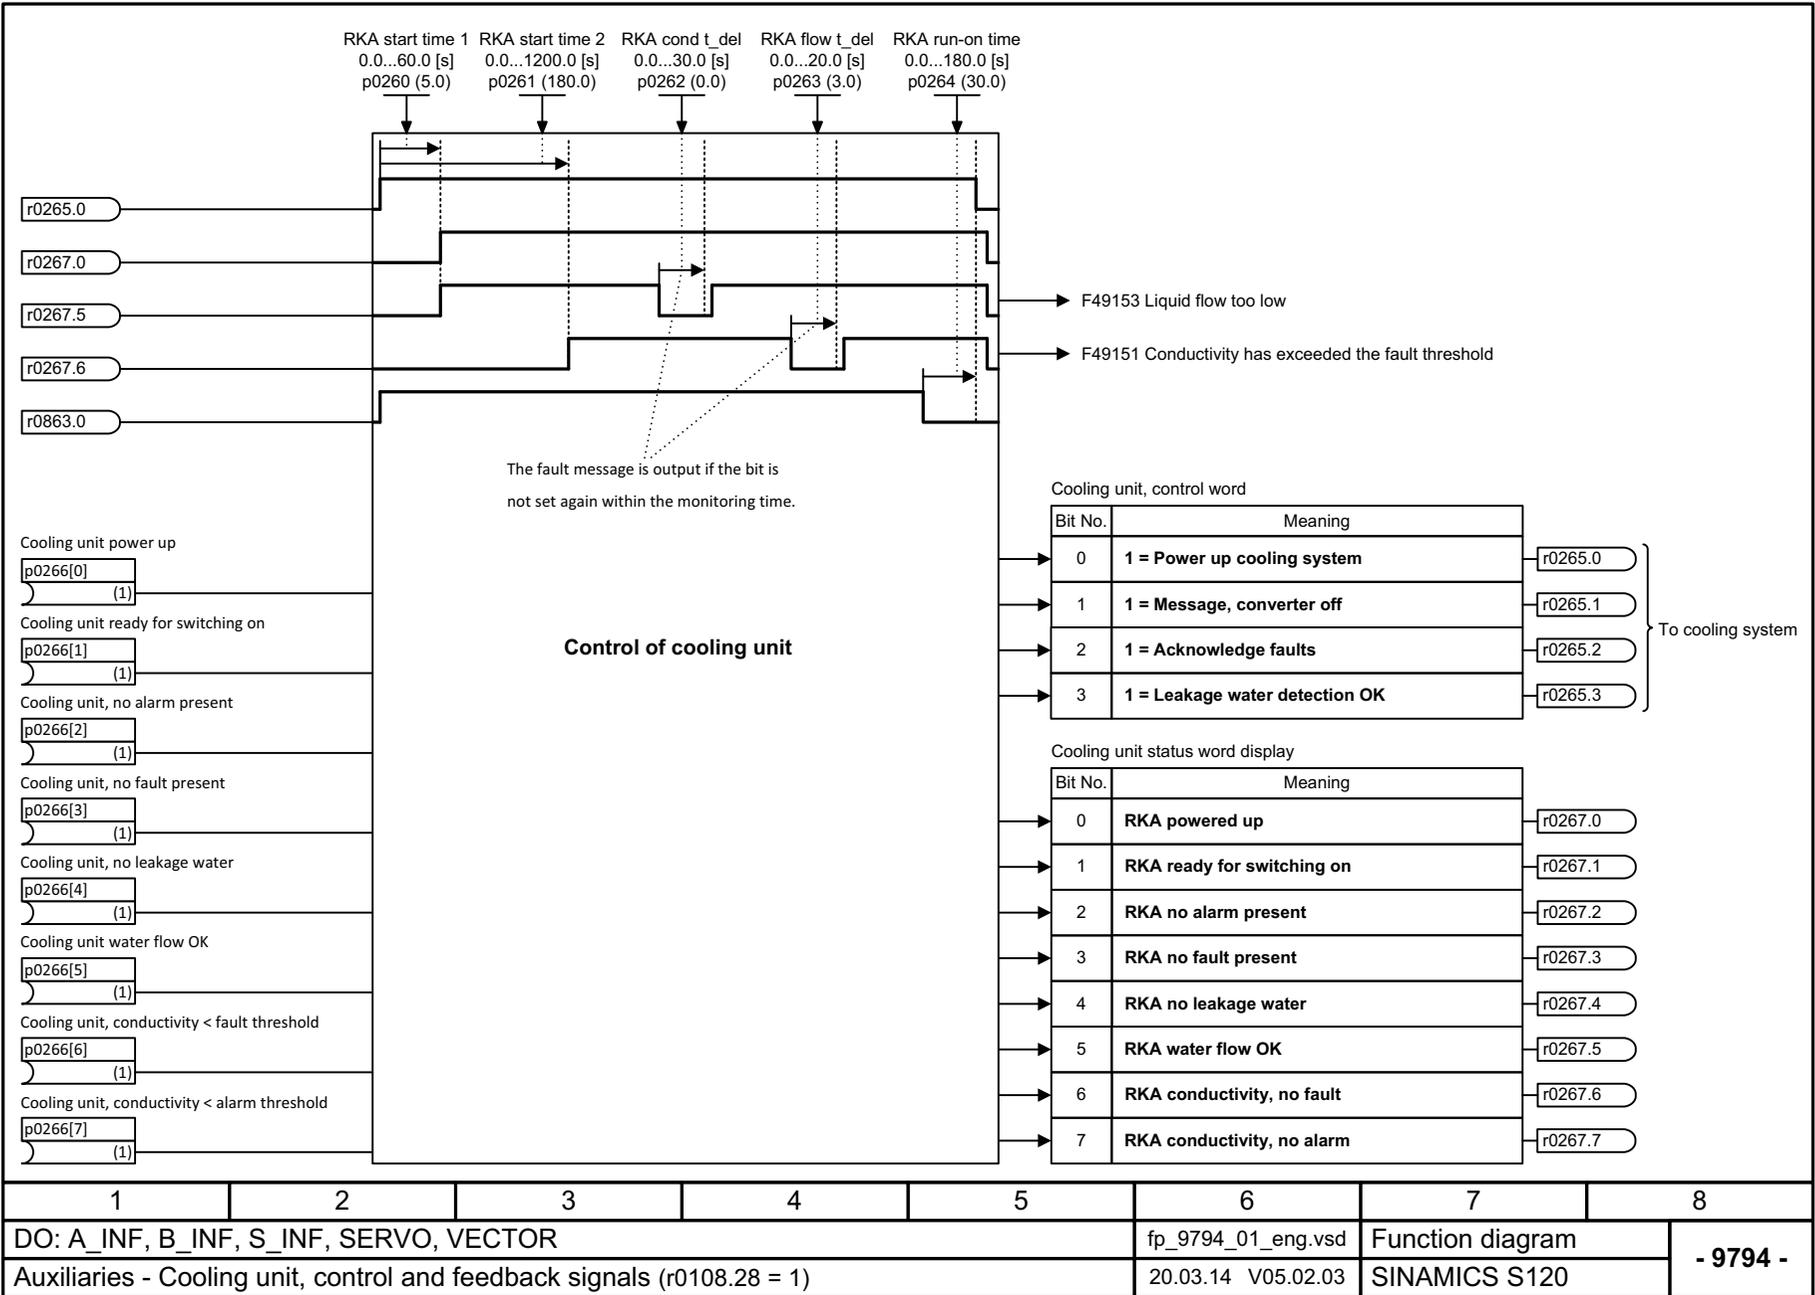 RKA start time 1 RKA start time 2 RKA cond t_del RKA flow t_del RKA run-on time
0.0...60.0 [s] 0.0...1200.0 [s] 0.0...30.0 [s] 0.0...20.0 [s] 0.0...180.0 [s]
p0260 (5.0) p0261 (180.0) p0262 (0.0) p0263 (3.0) p0264 (30.0)
r0265.0
r0267.0
r0267.5
F49153 Liquid flow too low
r0267.6
F49151 Conductivity has exceeded the fault threshold
r0863.0
The fault message is output if the bit is
not set again within the monitoring time.
Cooling unit power up
p0266[0]
(1)
Cooling unit ready for switching on
p0266[1]
(1)
Cooling unit, no alarm present
p0266[2]
(1)
Cooling unit, no fault present
p0266[3]
(1)
Cooling unit, no leakage water
p0266[4]
(1)
Cooling unit water flow OK
p0266[5]
(1)
Cooling unit, conductivity < fault threshold
p0266[6]
(1)
Cooling unit, conductivity < alarm threshold
p0266[7]
(1)
Control of cooling unit
Cooling unit, control word
Bit No. Meaning
0 1 = Power up cooling system r0265.0
1 1 = Message, converter off r0265.1
2 1 = Acknowledge faults r0265.2
3 1 = Leakage water detection OK r0265.3
To cooling system
Cooling unit status word display
Bit No. Meaning
0 RKA powered up r0267.0
1 RKA ready for switching on r0267.1
2 RKA no alarm present r0267.2
3 RKA no fault present r0267.3
4 RKA no leakage water r0267.4
5 RKA water flow OK r0267.5
6 RKA conductivity, no fault r0267.6
7 RKA conductivity, no alarm r0267.7
1 2 3 4 5 6 7 8
DO: A_INF, B_INF, S_INF, SERVO, VECTOR fp_9794_01_eng.vsd Function diagram
- 9794 -
Auxiliaries - Cooling unit, control and feedback signals (r0108.28 = 1) 20.03.14 V05.02.03 SINAMICS S120